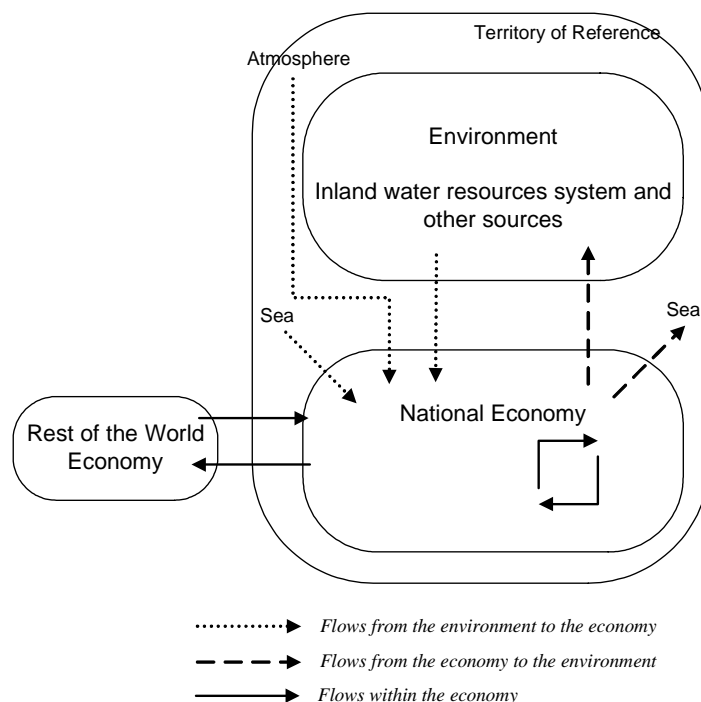 Territory of Reference
Atmosphere
Environment
Inland water resources system and
other sources
Sea
Sea
National Economy
Rest of the World
Economy
Flows from the environment to the economy
Flows from the economy to the environment
Flows within the economy